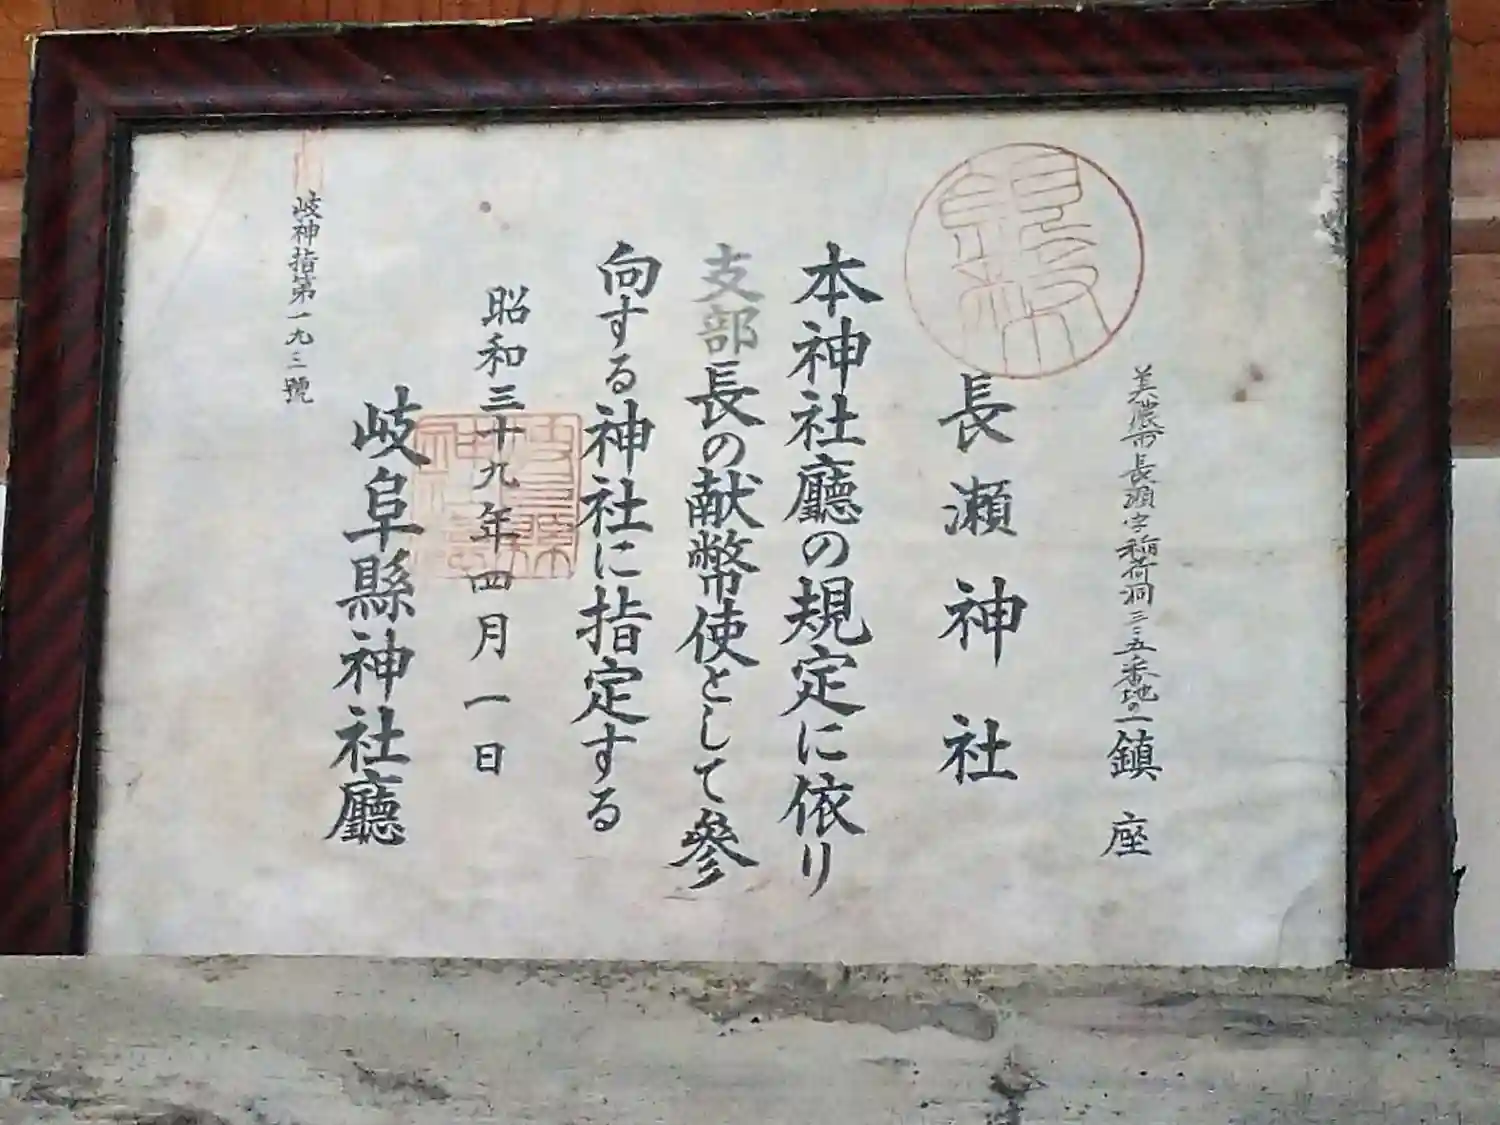 美濃市長瀬字稲荷洞三三五番地の一鎮座
長瀬神社
本神社廳の規定に依り
支部長の献幣使として參
向する神社に指定する
昭和三十九年四月一日
岐阜縣神社廳
岐神指第一九三號